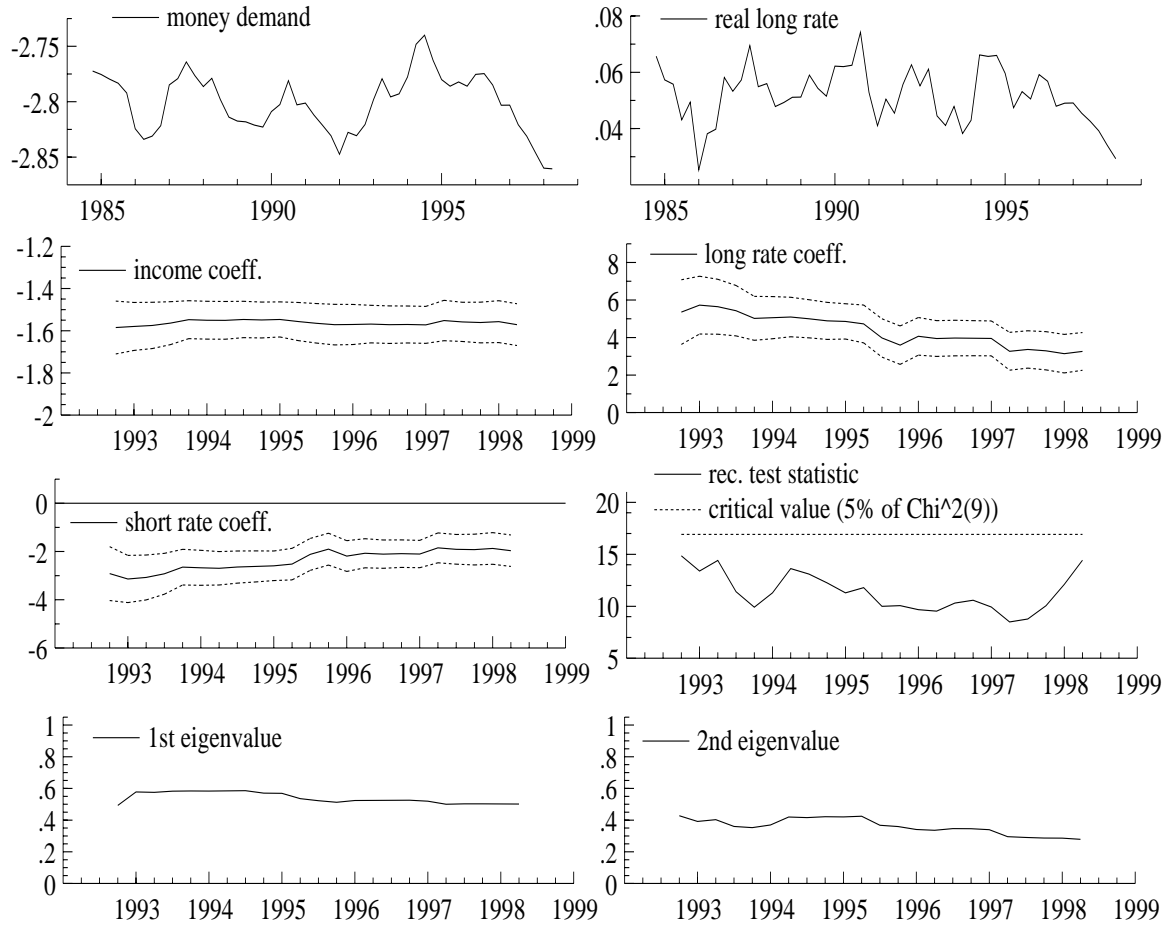 money demand
-2.75
-2.8
-2.85
1985 1990 1995
real long rate
.08
.06
.04
1985 1990 1995
income coeff.
-1.2
-1.4
-1.6
-1.8
-2
1993 1994 1995 1996 1997 1998 1999
long rate coeff.
8
6
4
2
0
1993 1994 1995 1996 1997 1998 1999
0
short rate coeff.
-2
-4
-6
1993 1994 1995 1996 1997 1998 1999
rec. test statistic
critical value (5% of Chi^2(9))
20
15
10
5
1993 1994 1995 1996 1997 1998 1999
1st eigenvalue
1
.8
.6
.4
.2
0
1993 1994 1995 1996 1997 1998 1999
2nd eigenvalue
1
.8
.6
.4
.2
0
1993 1994 1995 1996 1997 1998 1999